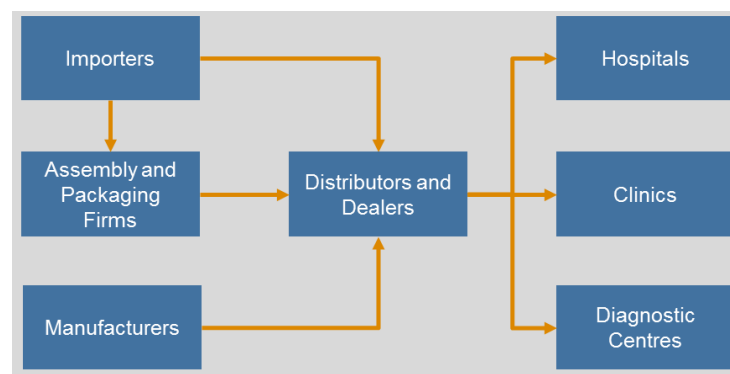 Importers
Hospitals
Assembly and
Packaging
Firms
Distributors and
Dealers
Clinics
Manufacturers
Diagnostic
Centres